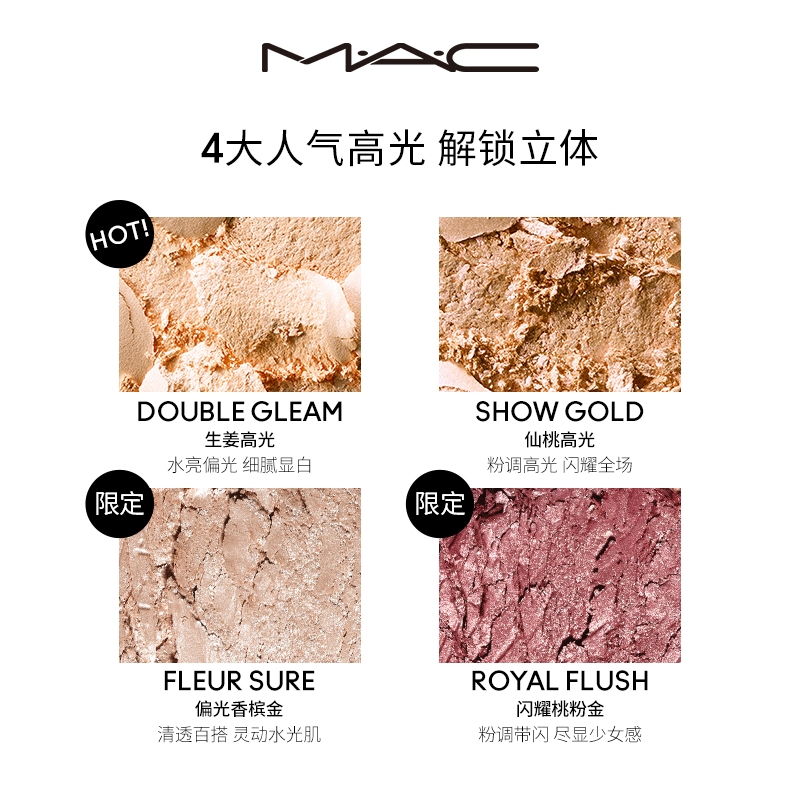 M·A·C
4大人气高光 解锁立体
HOT!
DOUBLE GLEAM
生姜高光
水亮偏光 细腻显白
SHOW GOLD
仙桃高光
粉调高光 闪耀全场
限定
FLEUR SURE
偏光香槟金
清透百搭 灵动水光肌
限定
ROYAL FLUSH
闪耀桃粉金
粉调带闪 尽显少女感